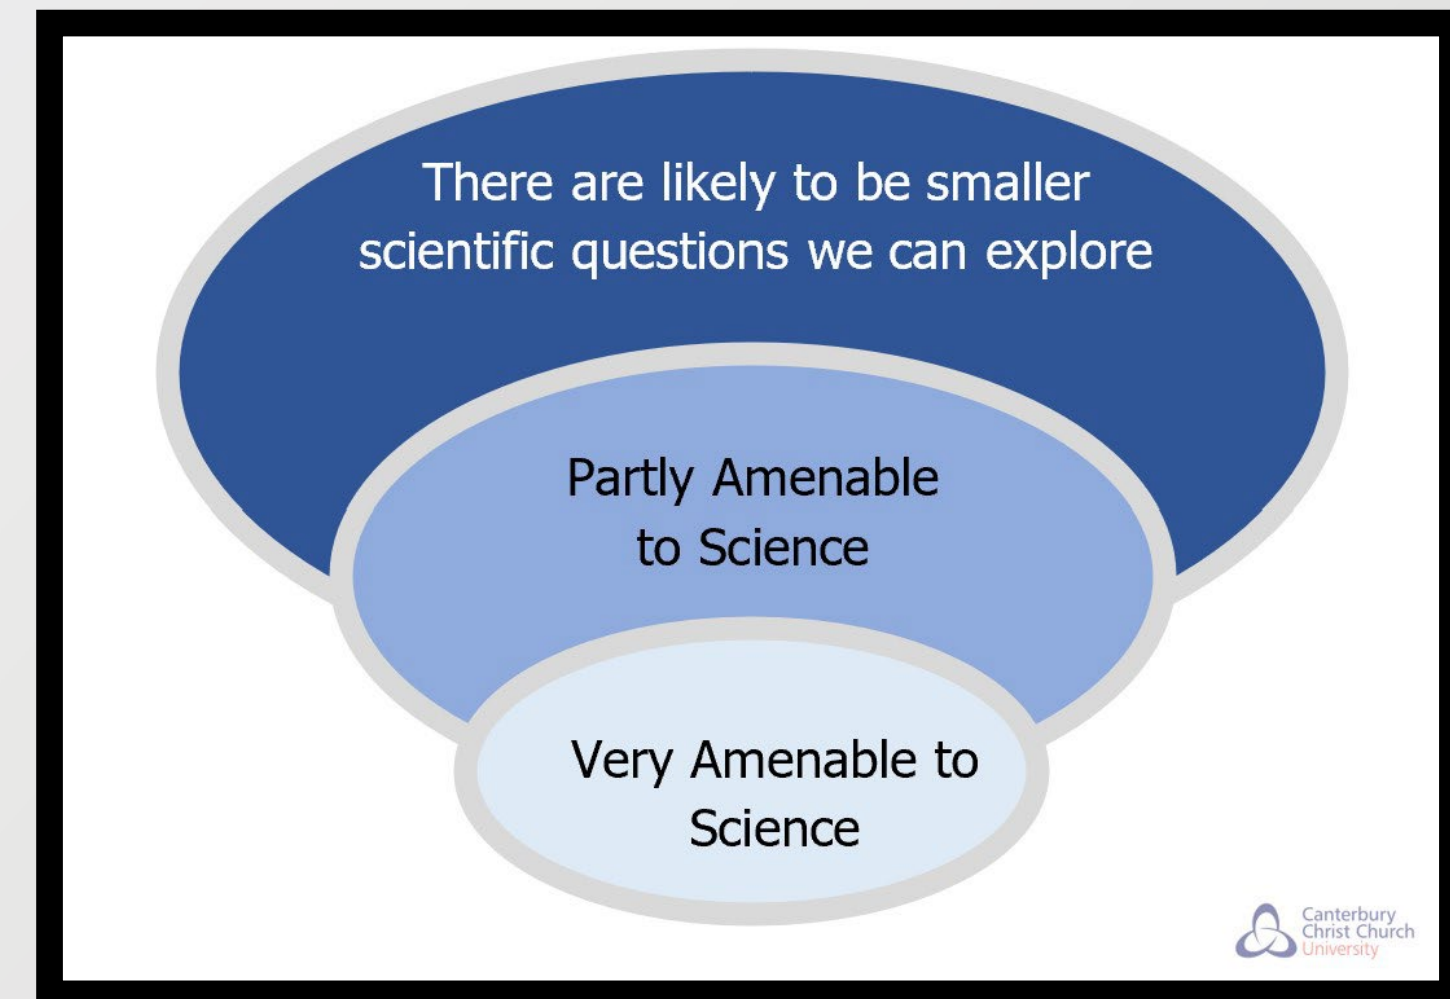 There are likely to be smaller
scientific questions we can explore
Partly Amenable
to Science
Very Amenable to
Science
Canterbury
Christ Church
University